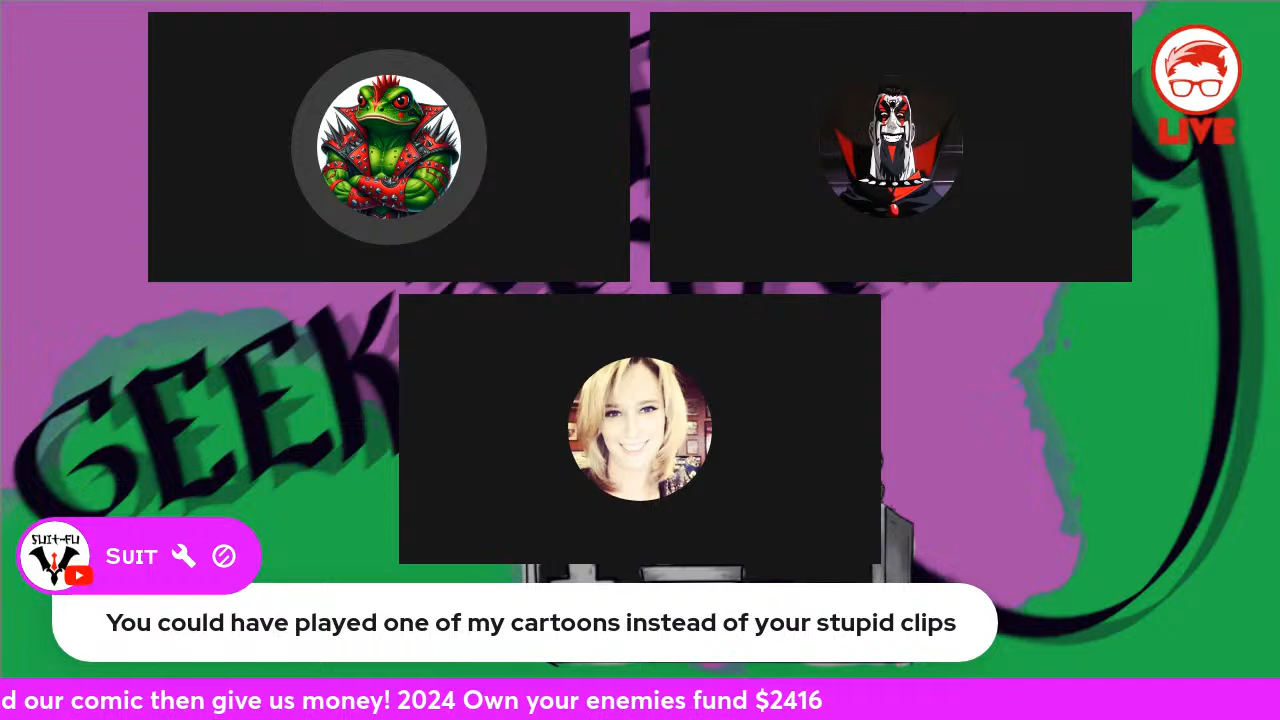 LIVE
GEEK
SUIT-FU
SUIT
You could have played one of my cartoons instead of your stupid clips
d our comic then give us money! 2024 Own your enemies fund $2416